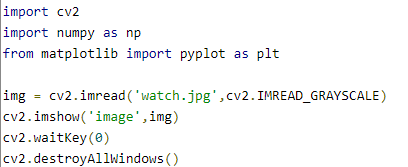 import cv2
import numpy as np
from matplotlib import pyplot as plt
img = cv2.imread('watch.jpg',cv2.IMREAD_GRAYSCALE)
cv2.imshow('image',img)
cv2.waitKey(0)
cv2.destroyAllWindows()